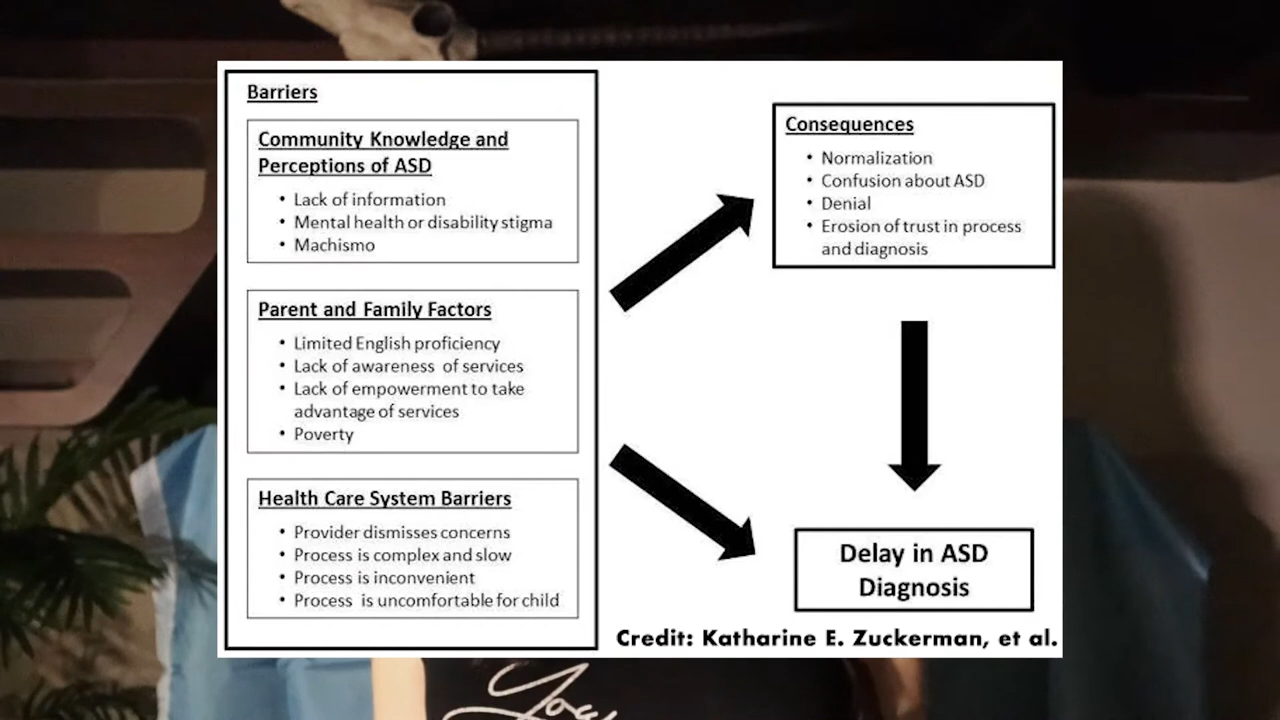 Barriers
Community Knowledge and
Perceptions of ASD
• Lack of information
• Mental health or disability stigma
• Machismo
Parent and Family Factors
• Limited English proficiency
• Lack of awareness of services
• Lack of empowerment to take
advantage of services
• Poverty
Health Care System Barriers
• Provider dismisses concerns
• Process is complex and slow
• Process is inconvenient
• Process is uncomfortable for child
Consequences
• Normalization
• Confusion about ASD
• Denial
• Erosion of trust in process
and diagnosis
Delay in ASD
Diagnosis
Credit: Katharine E. Zuckerman, et al.